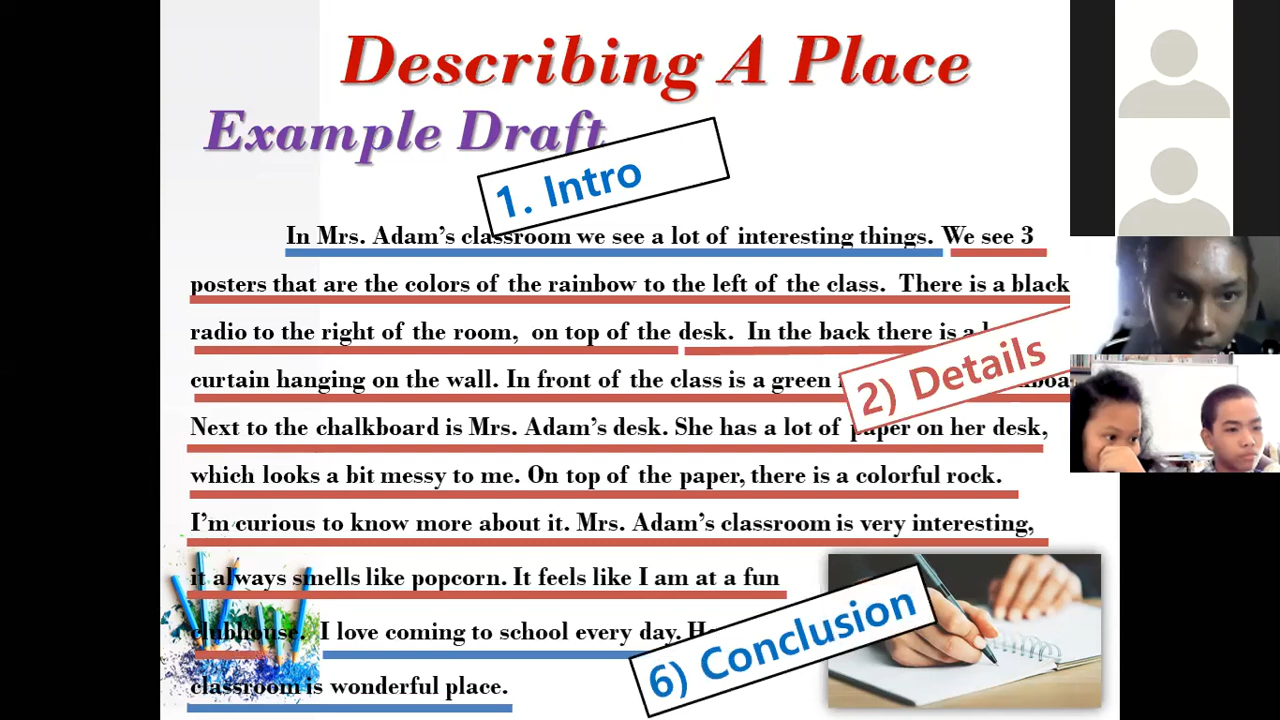 Describing A Place
Example Draft
1. Intro
In Mrs. Adam's classroom we see a lot of interesting things. We see 3
posters that are the colors of the rainbow to the left of the class. There is a black
radio to the right of the room, on top of the desk. In the back there is a
curtain hanging on the wall. In front of the class is a green
2) Details
Next to the chalkboard is Mrs. Adam's desk. She has a lot of paper on her desk,
which looks a bit messy to me. On top of the paper, there is a colorful rock.
I'm curious to know more about it. Mrs. Adam's classroom is very interesting,
it always smells like popcorn. It feels like I am at a fun
clubhouse. I love coming to school every day.
6) Conclusion
classroom is wonderful place.